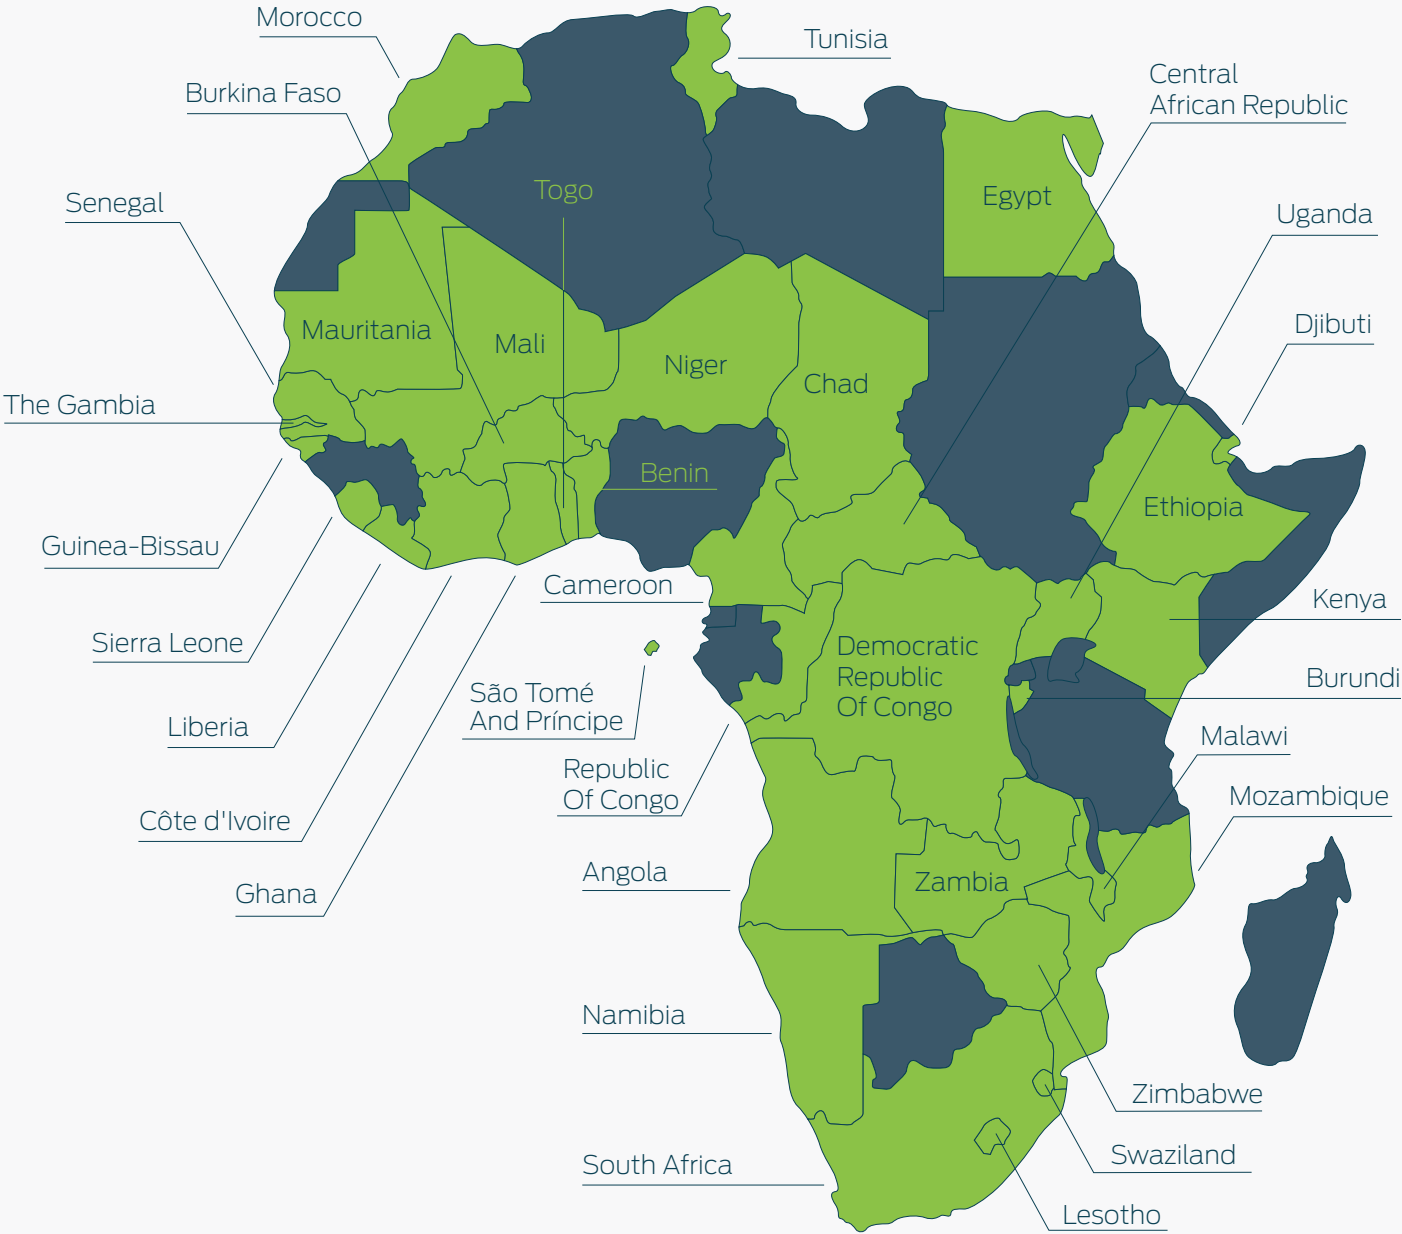 Morocco
Tunisia
Central
African Republic
Burkina Faso
Togo
Egypt
Senegal
Uganda
Mauritania
Mali
Djibuti
Niger
Chad
The Gambia
Benin
Ethiopia
Guinea-Bissau
Cameroon
Kenya
Sierra Leone
Democratic
Republic
Of Congo
São Tomé
And Príncipe
Burundi
Liberia
Malawi
Republic
Of Congo
Mozambique
Côte d'Ivoire
Angola
Zambia
Ghana
Namibia
Zimbabwe
Swaziland
South Africa
Lesotho